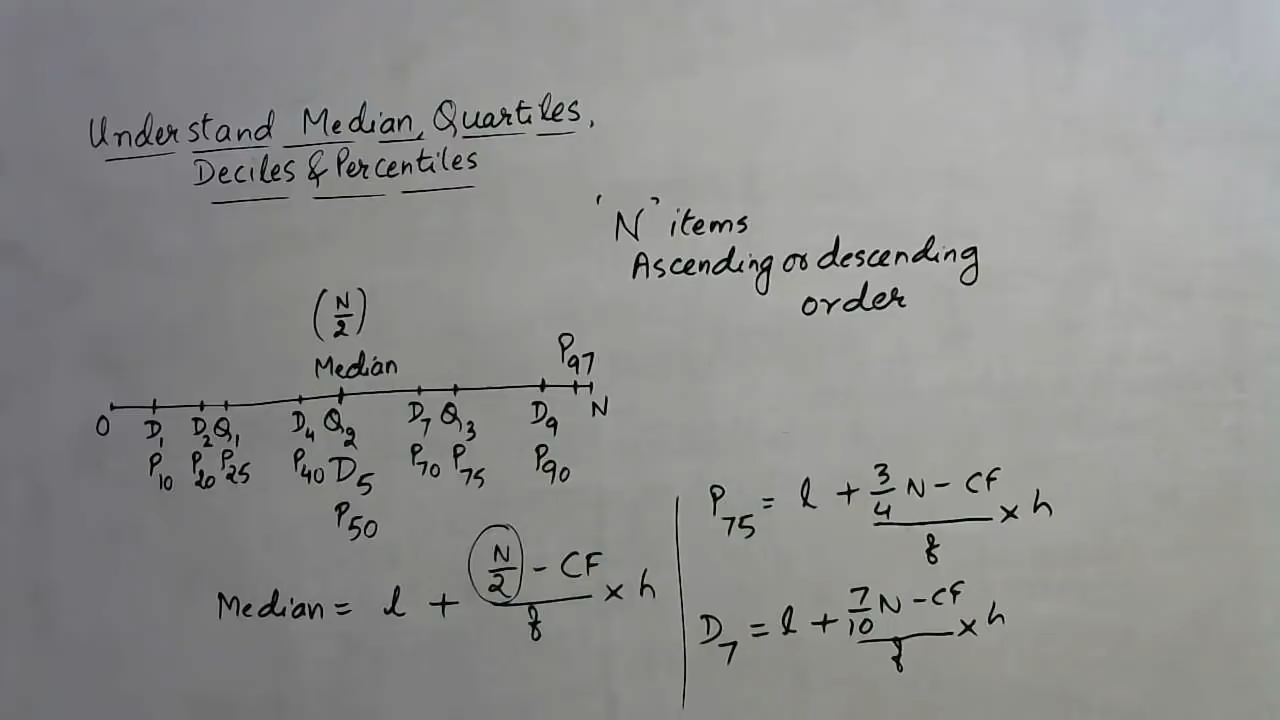 Understand Median, Quartiles,
Deciles & Percentiles
'N' items
Ascending or descending
order
(N/2)
Median
P97
O D1 D2 Q1 D4 Q2 D7 Q3 D9 N
P10 P20 P25 P40 D5 P70 P75 P90
P50
Median = l + (N/2 - CF)/f × h
P75 = l + (3/4 N - CF)/f × h
D7 = l + (7/10 N - CF)/f × h